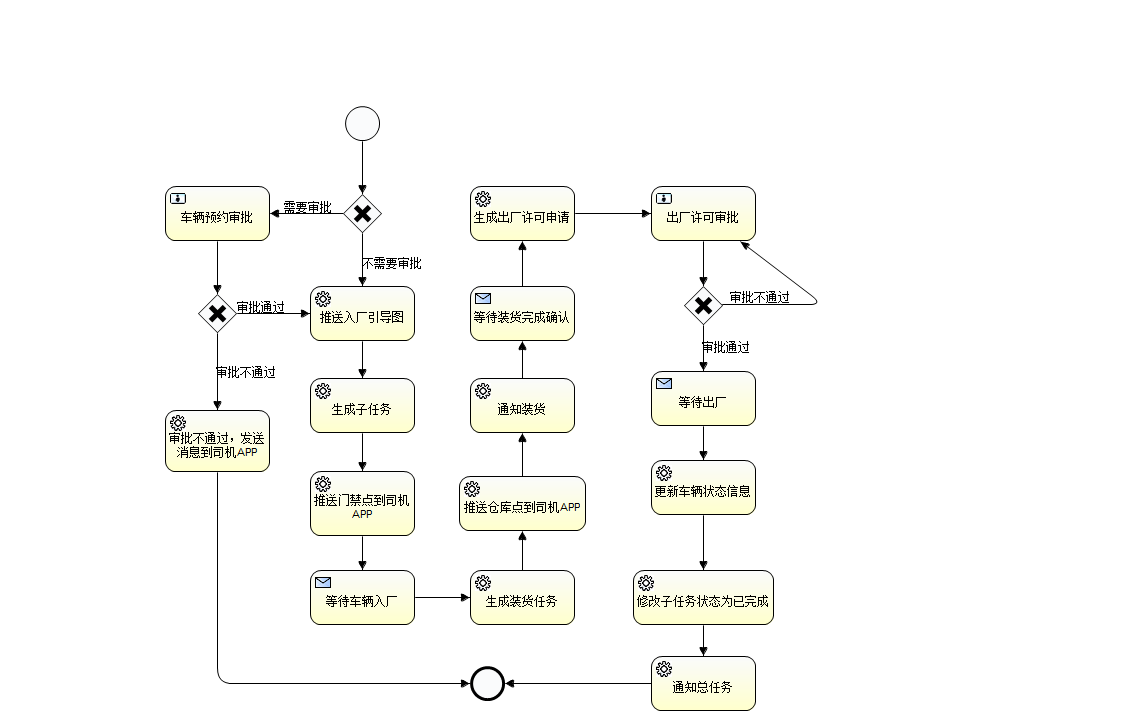 车辆预约审批
需要审批
不需要审批
审批通过
审批不通过
审批不通过，发送
消息到司机APP
推送入厂引导图
生成子任务
推送门禁点到司机
APP
等待车辆入厂
生成装货任务
推送仓库点到司机APP
通知装货
等待装货完成确认
生成出厂许可申请
出厂许可审批
审批不通过
审批通过
等待出厂
更新车辆状态信息
修改子任务状态为已完成
通知总任务